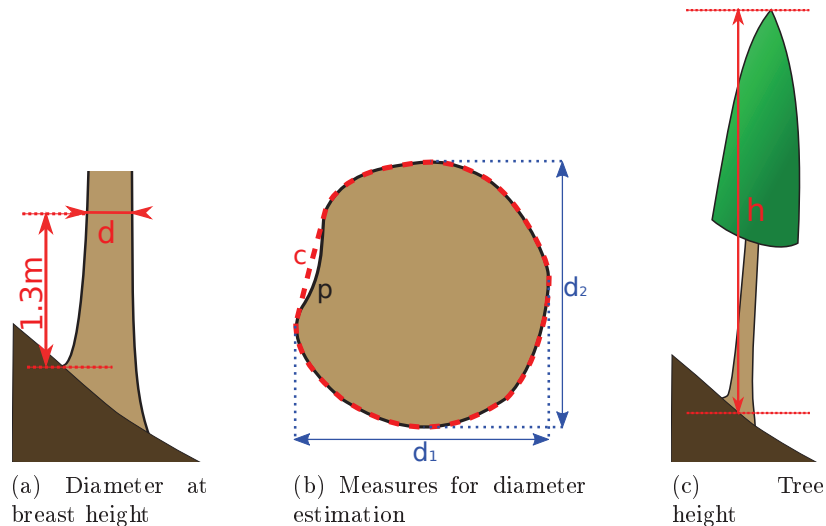 d
1.3m
(a) Diameter at
breast height
c
p
d₂
d₁
(b) Measures for diameter
estimation
h
(c) Tree
height